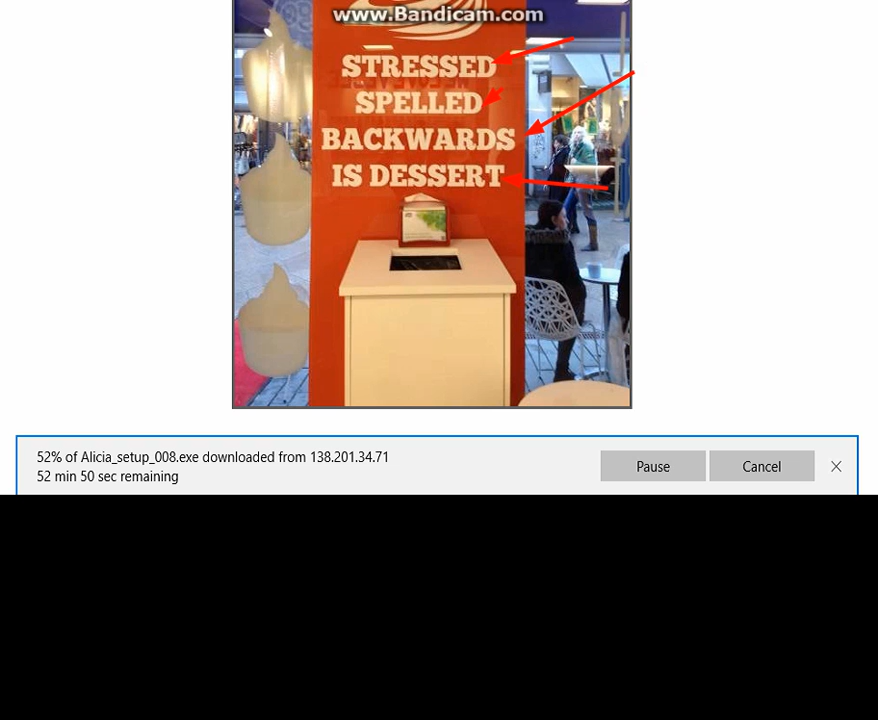 www.Bandicam.com
STRESSED
SPELLED
BACKWARDS
IS DESSERT
52% of Alicia_setup_008.exe downloaded from 138.201.34.71
52 min 50 sec remaining
Pause
Cancel